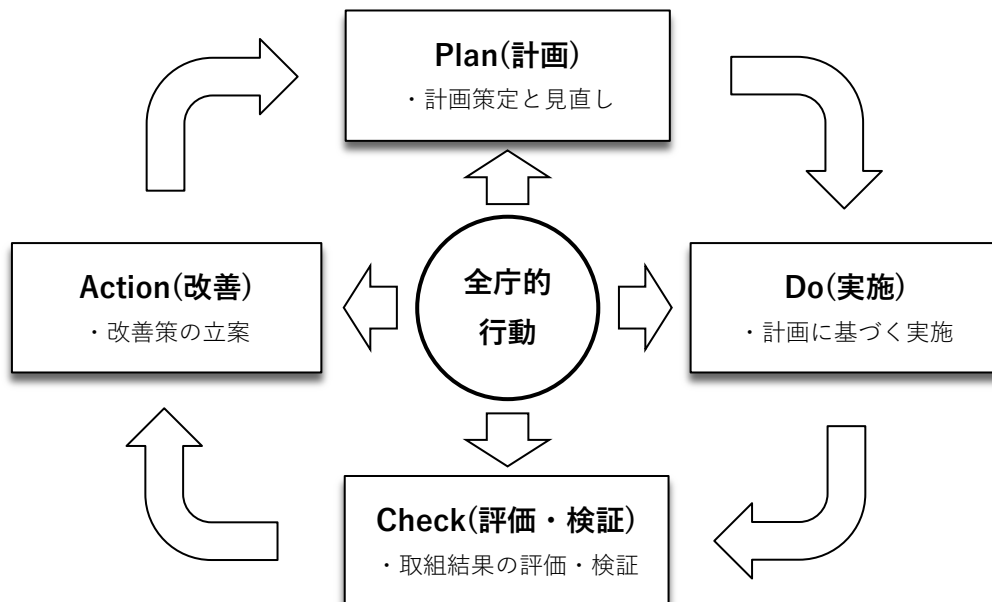 Plan(計画)
・計画策定と見直し
Action(改善)
・改善策の立案
全庁的
行動
Do(実施)
・計画に基づく実施
Check(評価・検証)
・取組結果の評価・検証